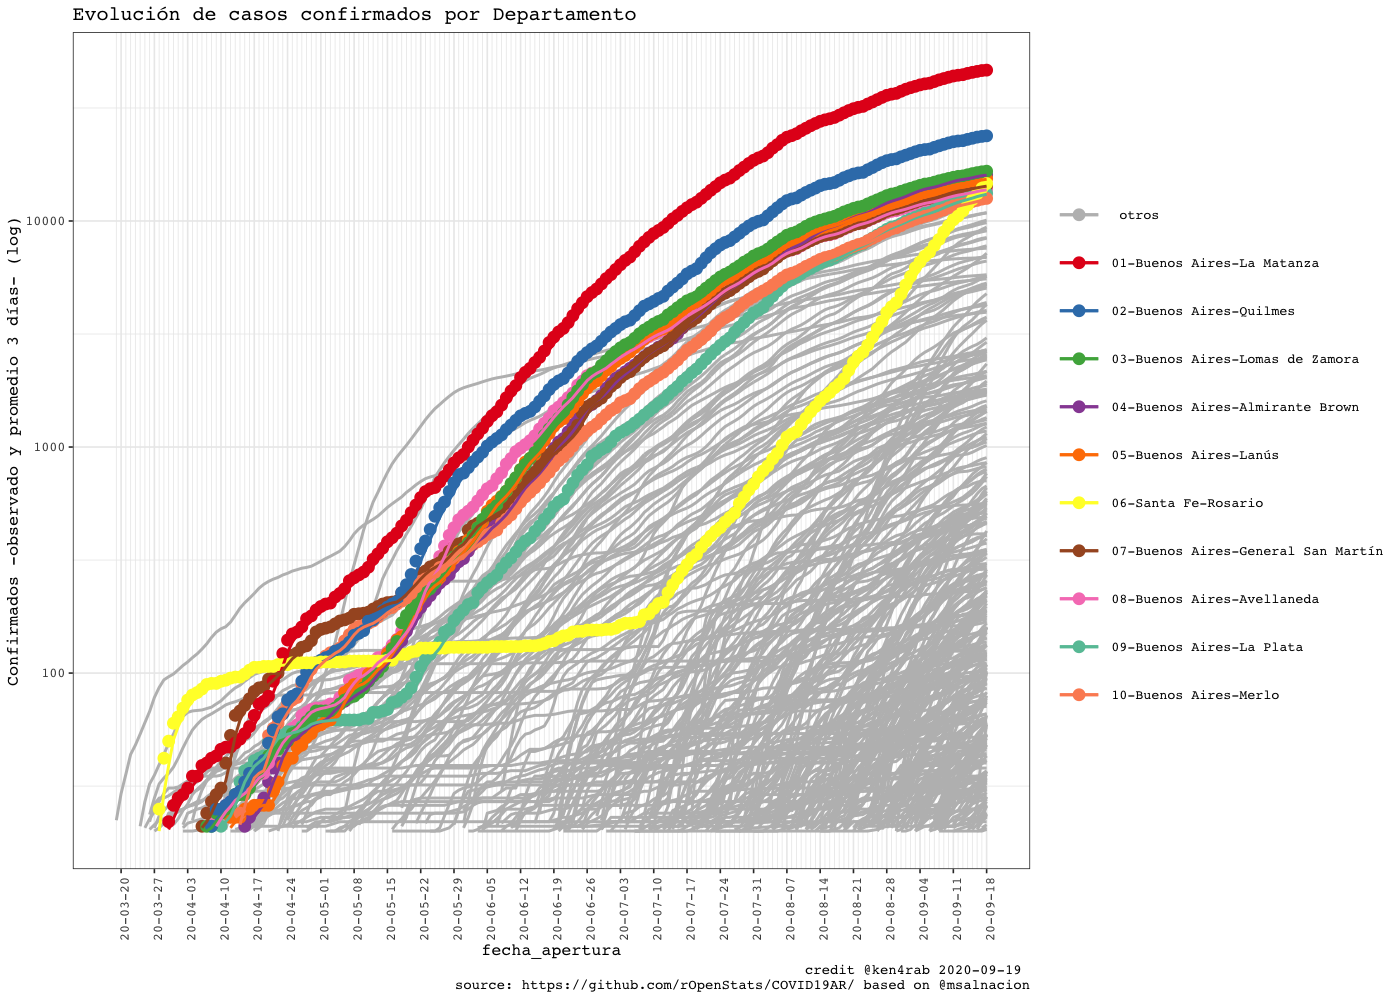 Evolución de casos confirmados por Departamento
Confirmados -observado y promedio 3 días- (log)
10000
1000
100
20-03-20
20-03-27
20-04-03
20-04-10
20-04-17
20-04-24
20-05-01
20-05-08
20-05-15
20-05-22
20-05-29
20-06-05
20-06-12
20-06-19
20-06-26
20-07-03
20-07-10
20-07-17
20-07-24
20-07-31
20-08-07
20-08-14
20-08-21
20-08-28
20-09-04
20-09-11
20-09-18
fecha_apertura
otros
01-Buenos Aires-La Matanza
02-Buenos Aires-Quilmes
03-Buenos Aires-Lomas de Zamora
04-Buenos Aires-Almirante Brown
05-Buenos Aires-Lanús
06-Santa Fe-Rosario
07-Buenos Aires-General San Martín
08-Buenos Aires-Avellaneda
09-Buenos Aires-La Plata
10-Buenos Aires-Merlo
credit @ken4rab 2020-09-19
source: https://github.com/rOpenStats/COVID19AR/ based on @msalnacion